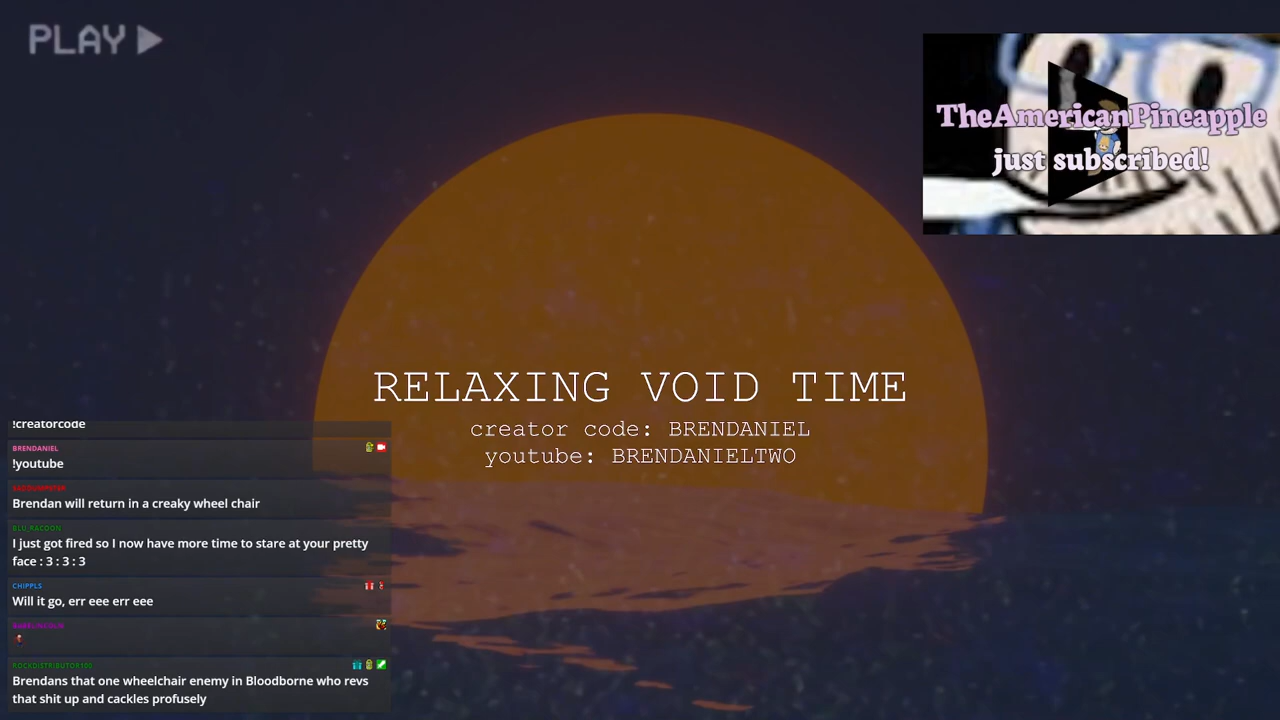 PLAY
TheAmericanPineapple
just subscribed!
RELAXING VOID TIME
creator code: BRENDANIEL
youtube: BRENDANIELTWO
!creatorcode
BRENDANIEL
!youtube
Brendan will return in a creaky wheel chair
BLU_RACOON
I just got fired so I now have more time to stare at your pretty
face : 3 : 3 : 3
CHIPPLS
Will it go, err eee err eee
ROCKDISTRIBUTOR100
Brendans that one wheelchair enemy in Bloodborne who revs
that shit up and cackles profusely